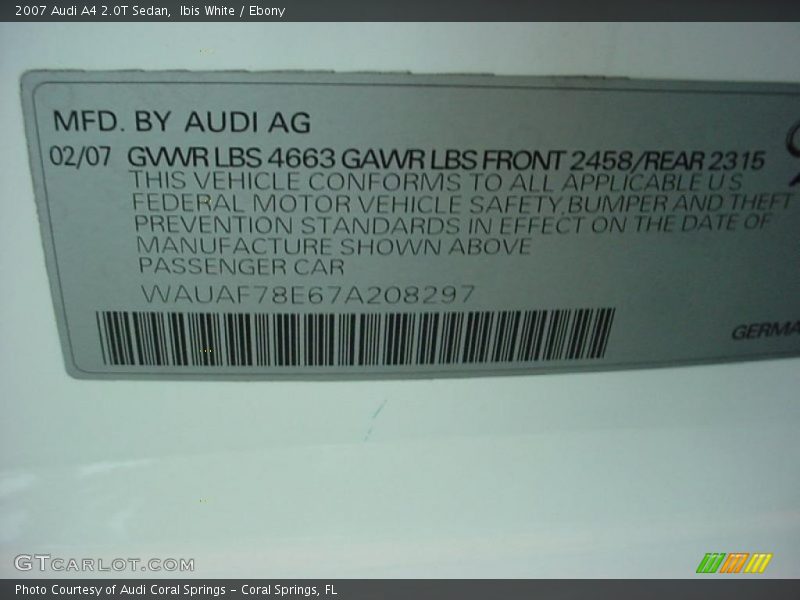 2007 Audi A4 2.0T Sedan,  Ibis White / Ebony
MFD. BY AUDI AG
02/07 GVWR LBS 4663 GAWR LBS FRONT 2458/REAR 2315
THIS VEHICLE CONFORMS TO ALL APPLICABLE US
FEDERAL MOTOR VEHICLE SAFETY, BUMPER AND THEFT
PREVENTION STANDARDS IN EFFECT ON THE DATE OF
MANUFACTURE SHOWN ABOVE
PASSENGER CAR
WAUAF78E67A208297
GERMA
GTCARLOT.COM
Photo Courtesy of Audi Coral Springs – Coral Springs, FL